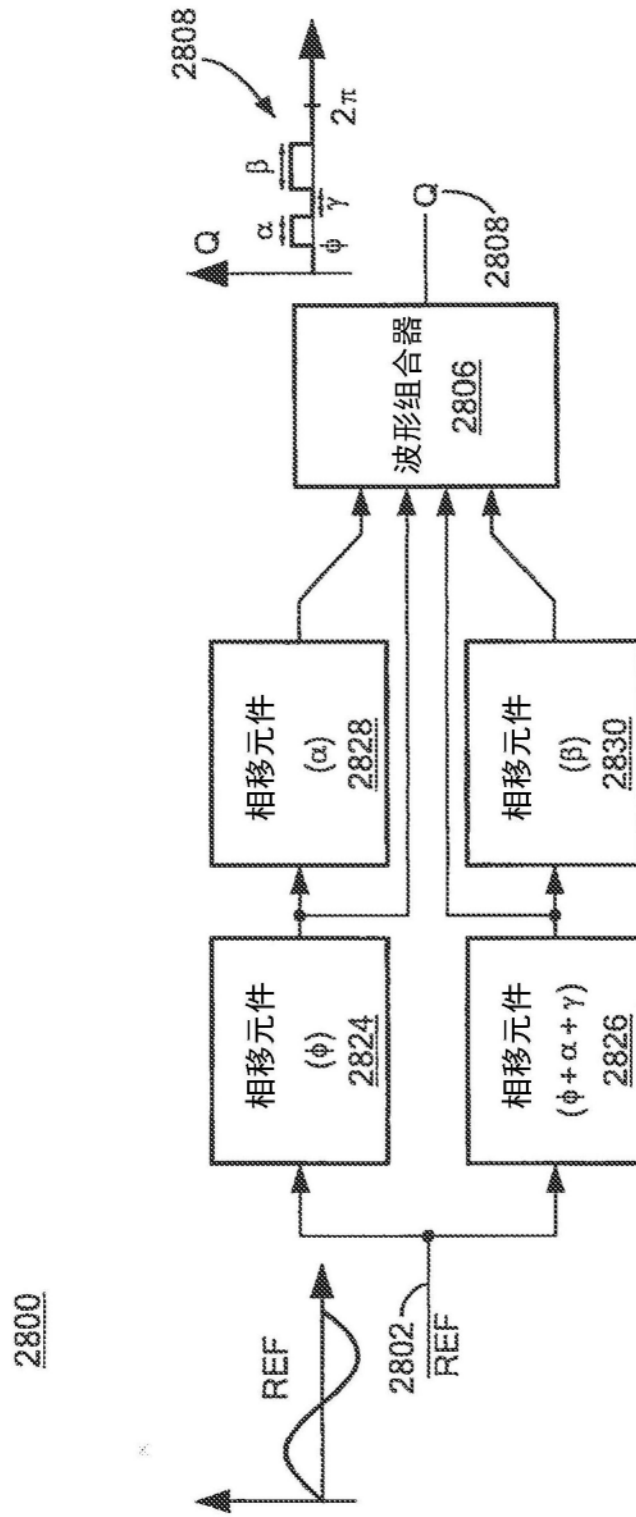 2800
REF
2802
REF
相移元件
(ϕ)
2824
相移元件
(α)
2828
相移元件
(ϕ+α+γ)
2826
相移元件
(β)
2830
波形组合器
2806
Q
2808
Q
α
β
ϕ
γ
2π
2808